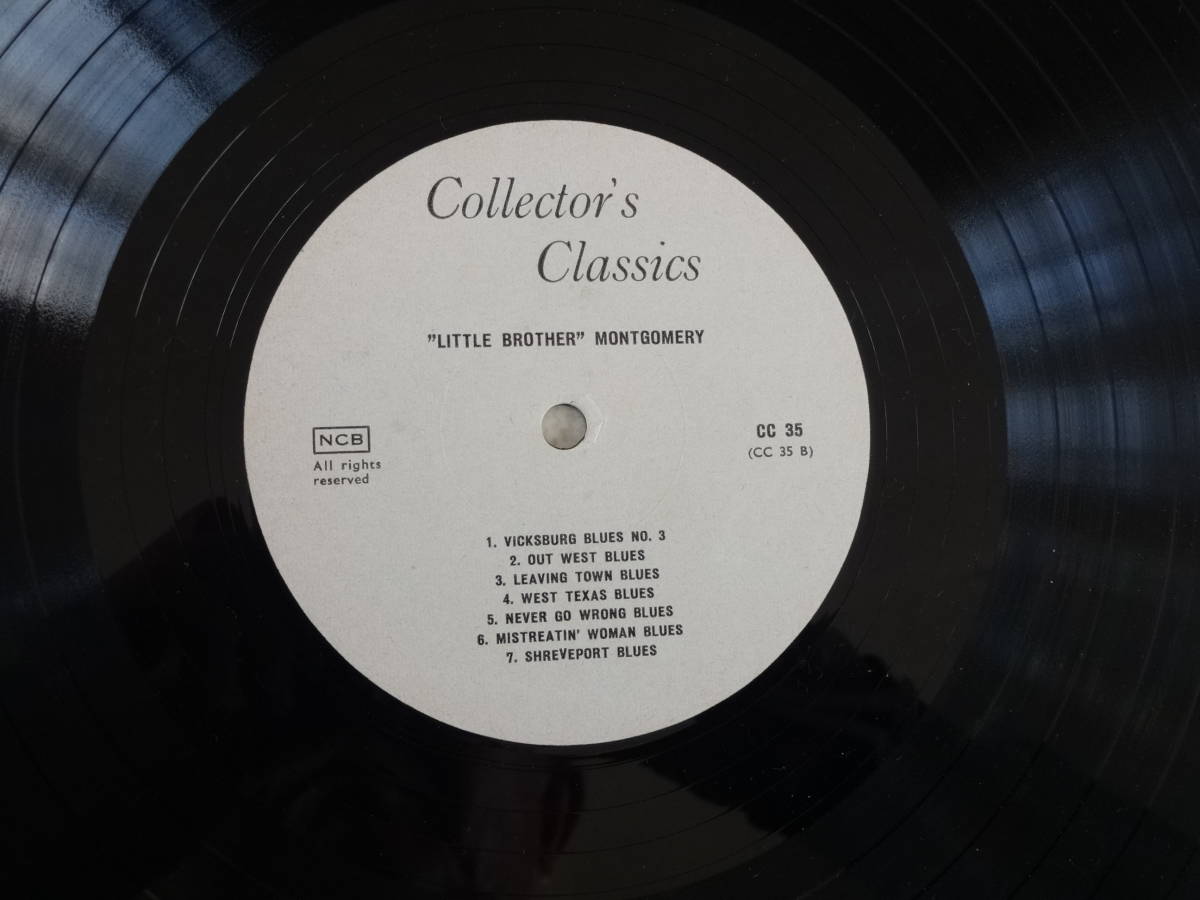 Collector's
Classics
”LITTLE BROTHER” MONTGOMERY
NCB
All rights
reserved
CC 35
(CC 35 B)
1. VICKSBURG BLUES NO. 3
2. OUT WEST BLUES
3. LEAVING TOWN BLUES
4. WEST TEXAS BLUES
5. NEVER GO WRONG BLUES
6. MISTREATIN' WOMAN BLUES
7. SHREVEPORT BLUES